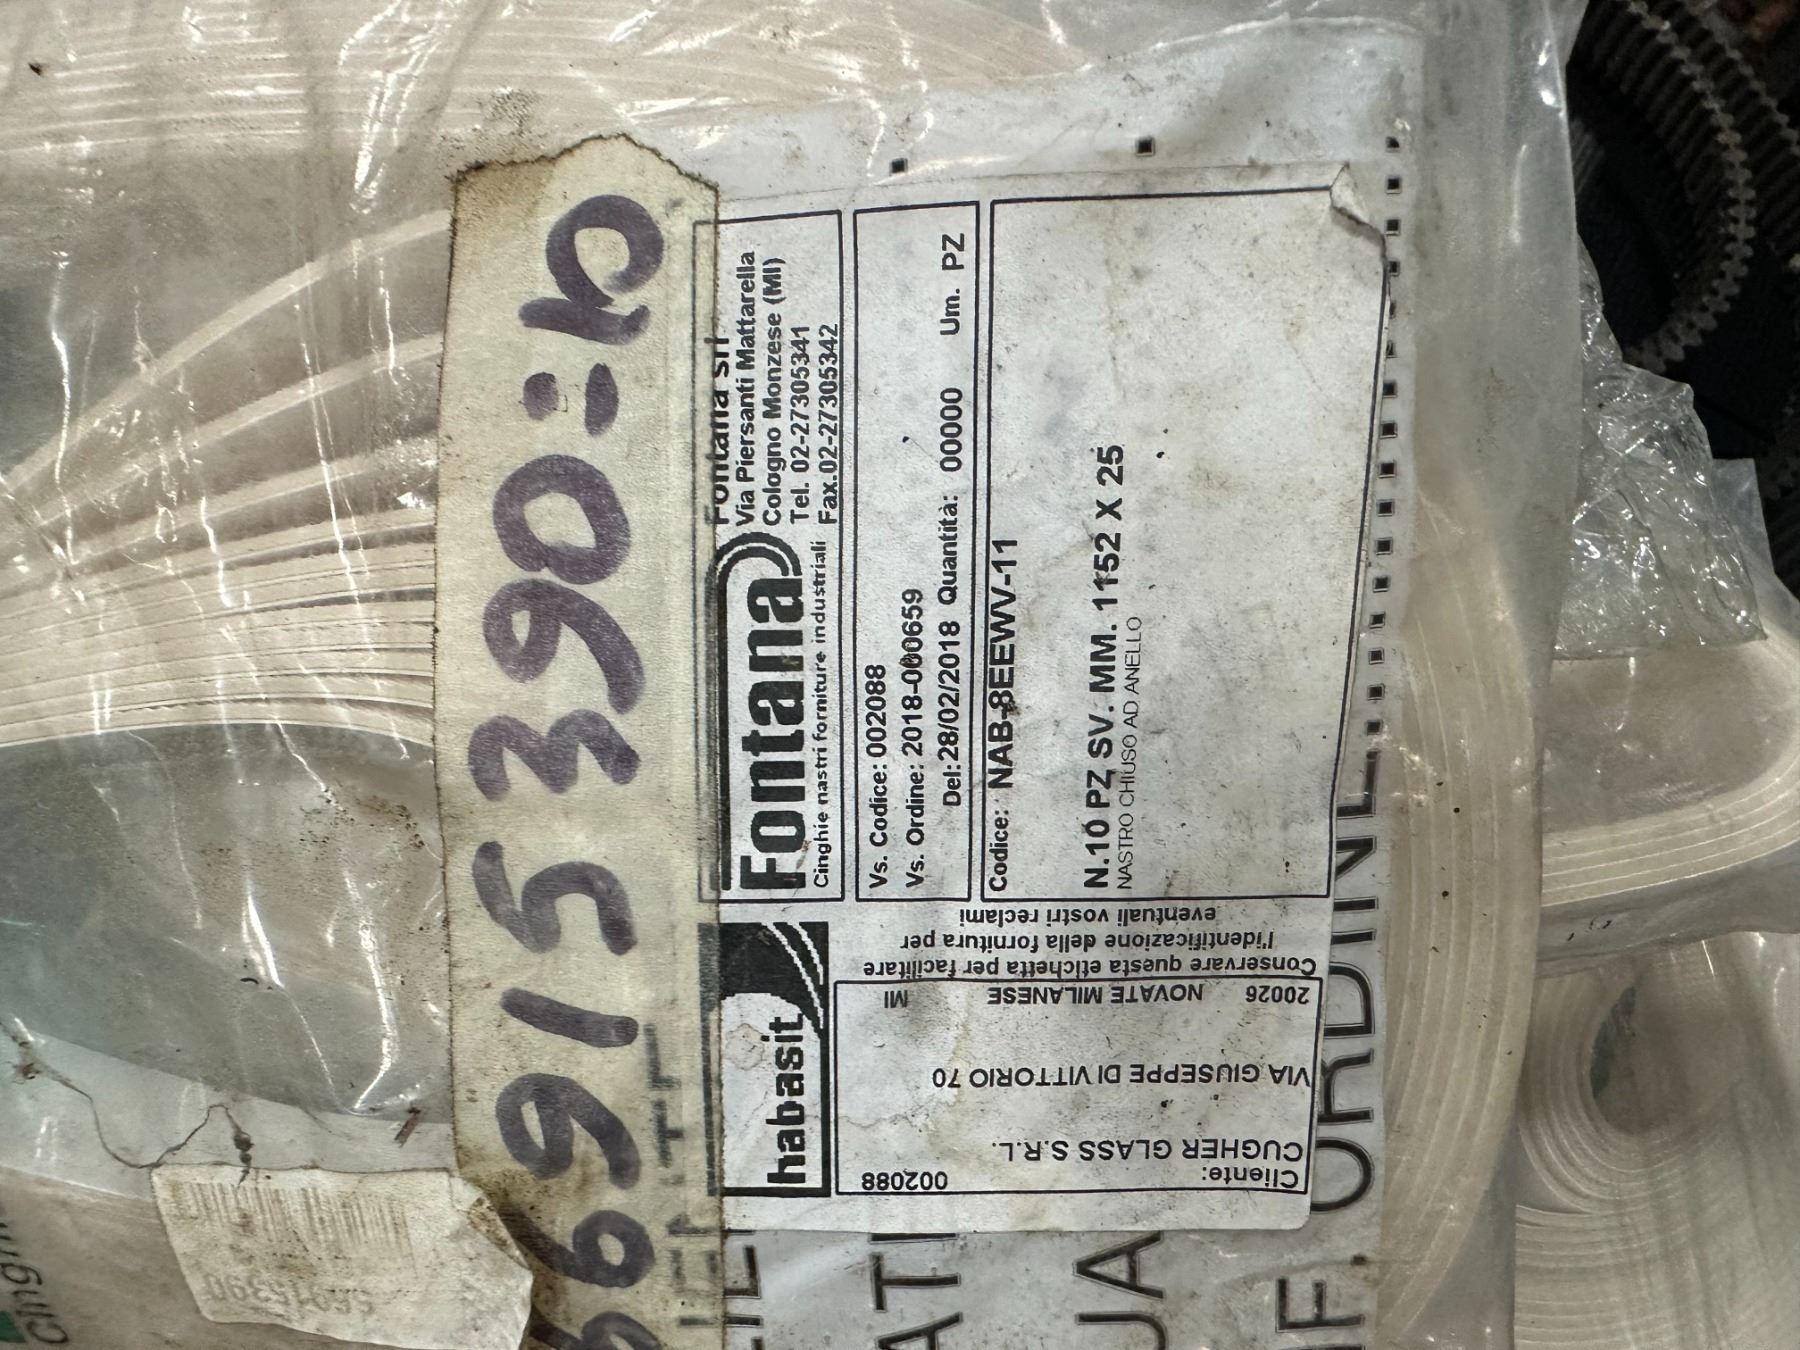 Fontana
Cinghie nastri forniture industriali
Fontana srl
Via Piersanti Mattarella
Cologno Monzese (MI)
Tel. 02-27305341
Fax.02-27305342
Vs. Codice: 002088
Vs. Ordine: 2018-000659
Del:28/02/2018 Quantità: 00000 Um. PZ
Codice: NAB-8EEWV-11
N.10 PZ SV. MM. 1152 X 25
NASTRO CHIUSO AD ANELLO
habasit
Conservare questa etichetta per facilitare
l'identificazione della fornitura per
eventuali vostri reclami
Cliente: 002088
CUGHER GLASS S.R.L.
VIA GIUSEPPE DI VITTORIO 70
20026 NOVATE MILANESE MI
ORDINE